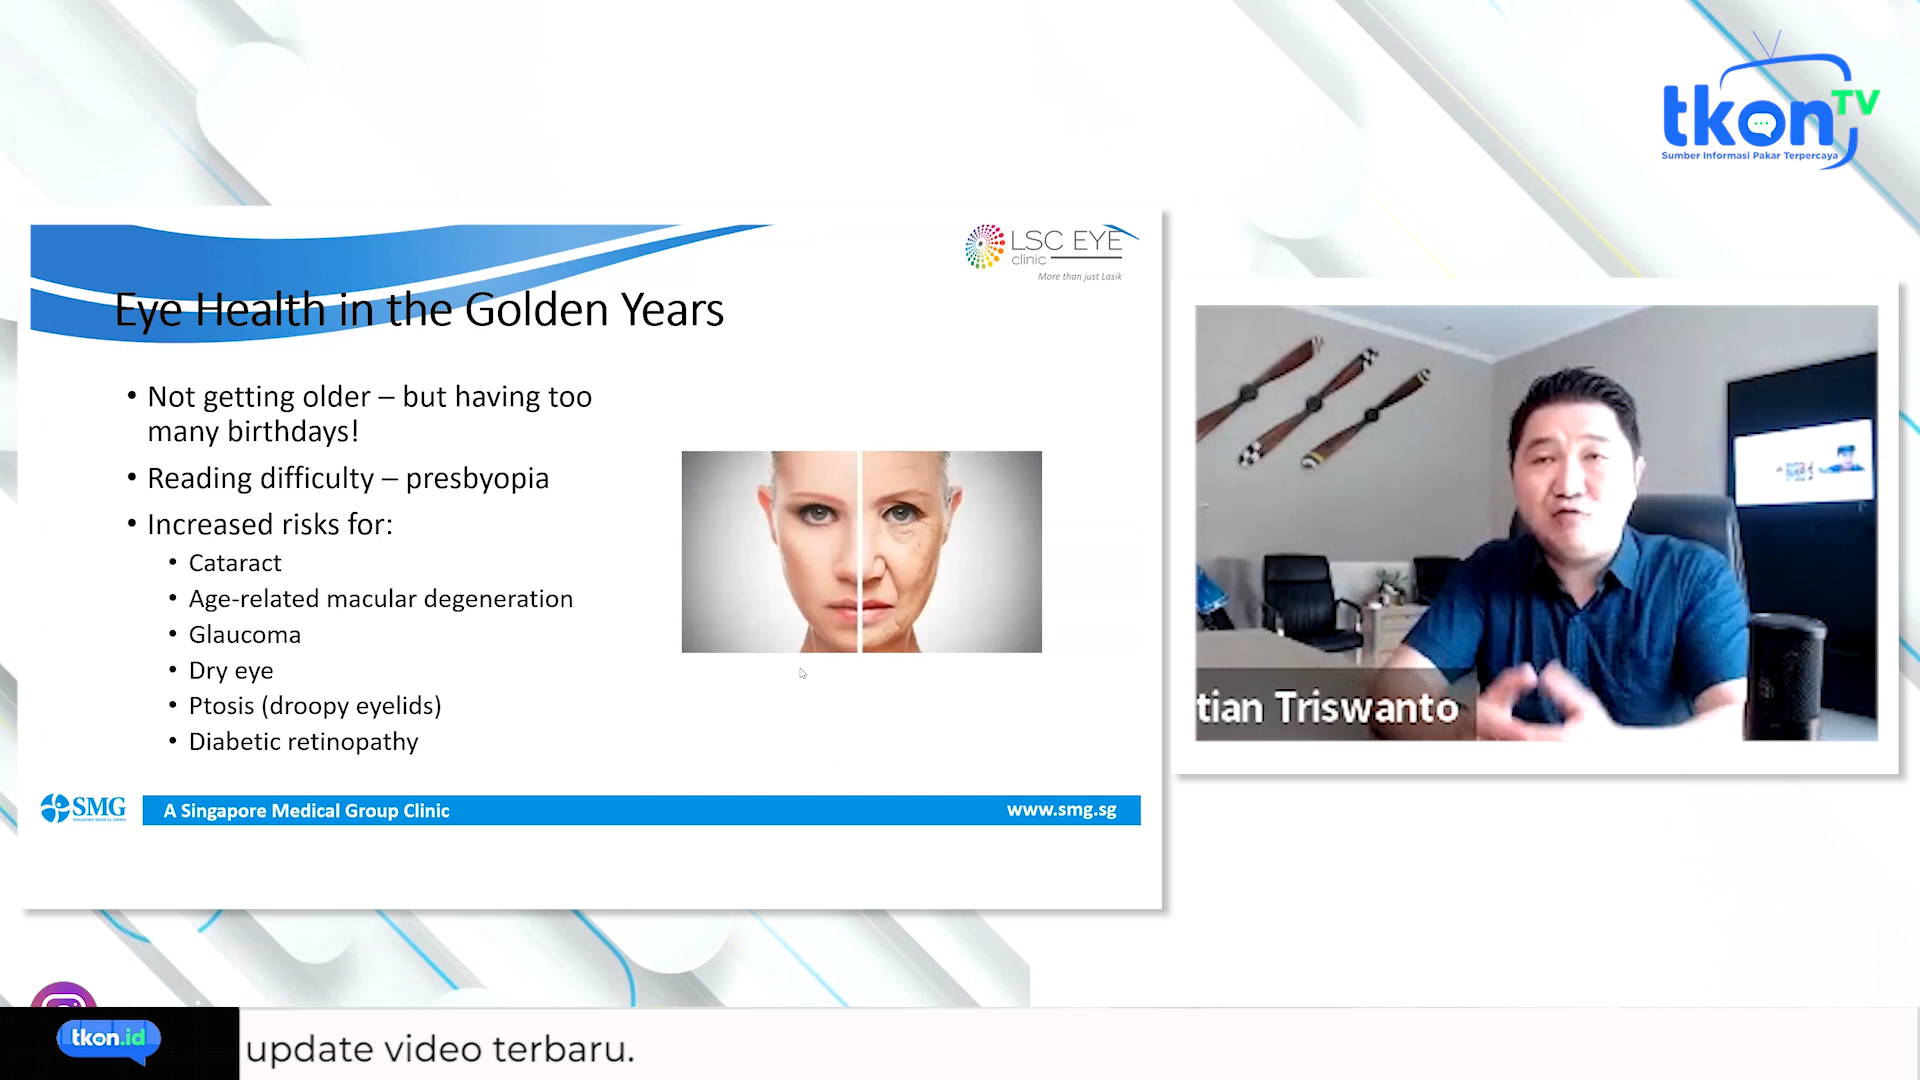 tkon TV
Sumber Informasi Pakar Terpercaya
LSC EYE
clinic
More than just Lasik
Eye Health in the Golden Years
• Not getting older – but having too
many birthdays!
• Reading difficulty – presbyopia
• Increased risks for:
• Cataract
• Age-related macular degeneration
• Glaucoma
• Dry eye
• Ptosis (droopy eyelids)
• Diabetic retinopathy
SMG
A Singapore Medical Group Clinic
www.smg.sg
tian Triswanto
tkon.id
update video terbaru.